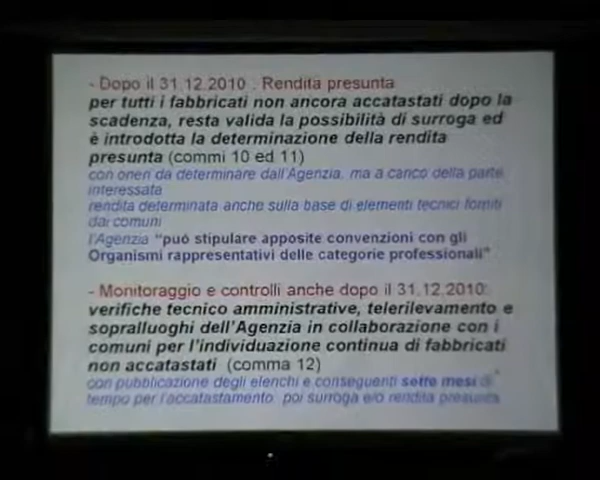 - Dopo il 31.12.2010 : Rendita presunta
per tutti i fabbricati non ancora accatastati dopo la
scadenza, resta valida la possibilità di surroga ed
è introdotta la determinazione della rendita
presunta (commi 10 ed 11)
con oneri da determinare dall'Agenzia, ma a carico della parte
interessata
rendita determinata anche sulla base di elementi tecnici forniti
dai comuni
l'Agenzia "può stipulare apposite convenzioni con gli
Organismi rappresentativi delle categorie professionali"
- Monitoraggio e controlli anche dopo il 31.12.2010:
verifiche tecnico amministrative, telerilevamento e
sopralluoghi dell'Agenzia in collaborazione con i
comuni per l'individuazione continua di fabbricati
non accatastati (comma 12)
con pubblicazione degli elenchi e conseguenti sette mesi di
tempo per l'accatastamento, poi surroga e/o rendita presunta